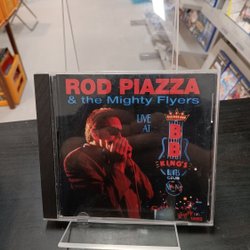 ROD PIAZZA
& the Mighty Flyers
LIVE
AT
B
B
KING'S
BLUES
CLUB